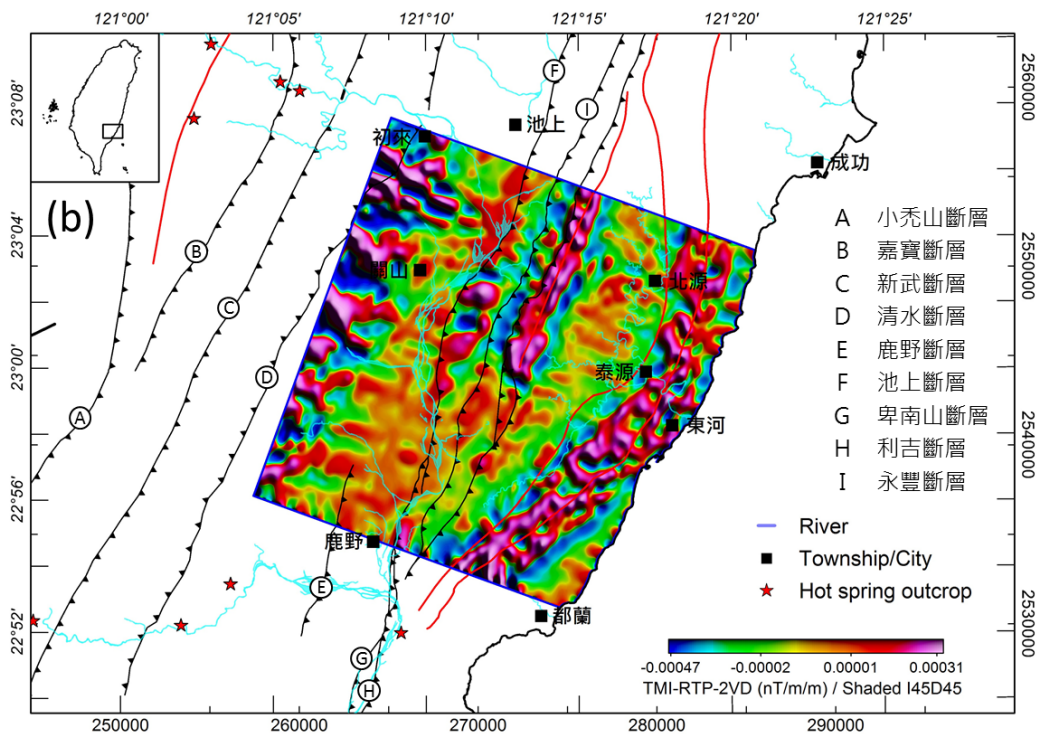 121°00'
121°05'
121°10'
121°15'
121°20'
121°25'
23°08'
23°04'
23°00'
22°56'
22°52'
2560000
2550000
2540000
2530000
250000
260000
270000
280000
290000
(b)
初來
池上
成功
關山
北源
泰源
東河
鹿野
都蘭
F
I
B
C
D
A
E
G
H
A 小禿山斷層
B 嘉寶斷層
C 新武斷層
D 清水斷層
E 鹿野斷層
F 池上斷層
G 卑南山斷層
H 利吉斷層
I 永豐斷層
River
Township/City
Hot spring outcrop
-0.00047 -0.00002 0.00001 0.00031
TMI-RTP-2VD (nT/m/m) / Shaded I45D45